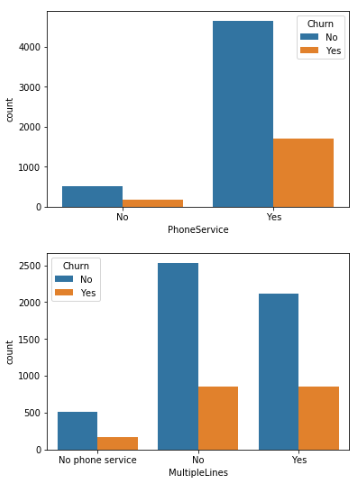 Churn
No
Yes
4000
3000
2000
1000
0
count
No Yes
PhoneService
Churn
No
Yes
2500
2000
1500
1000
500
0
count
No phone service No Yes
MultipleLines